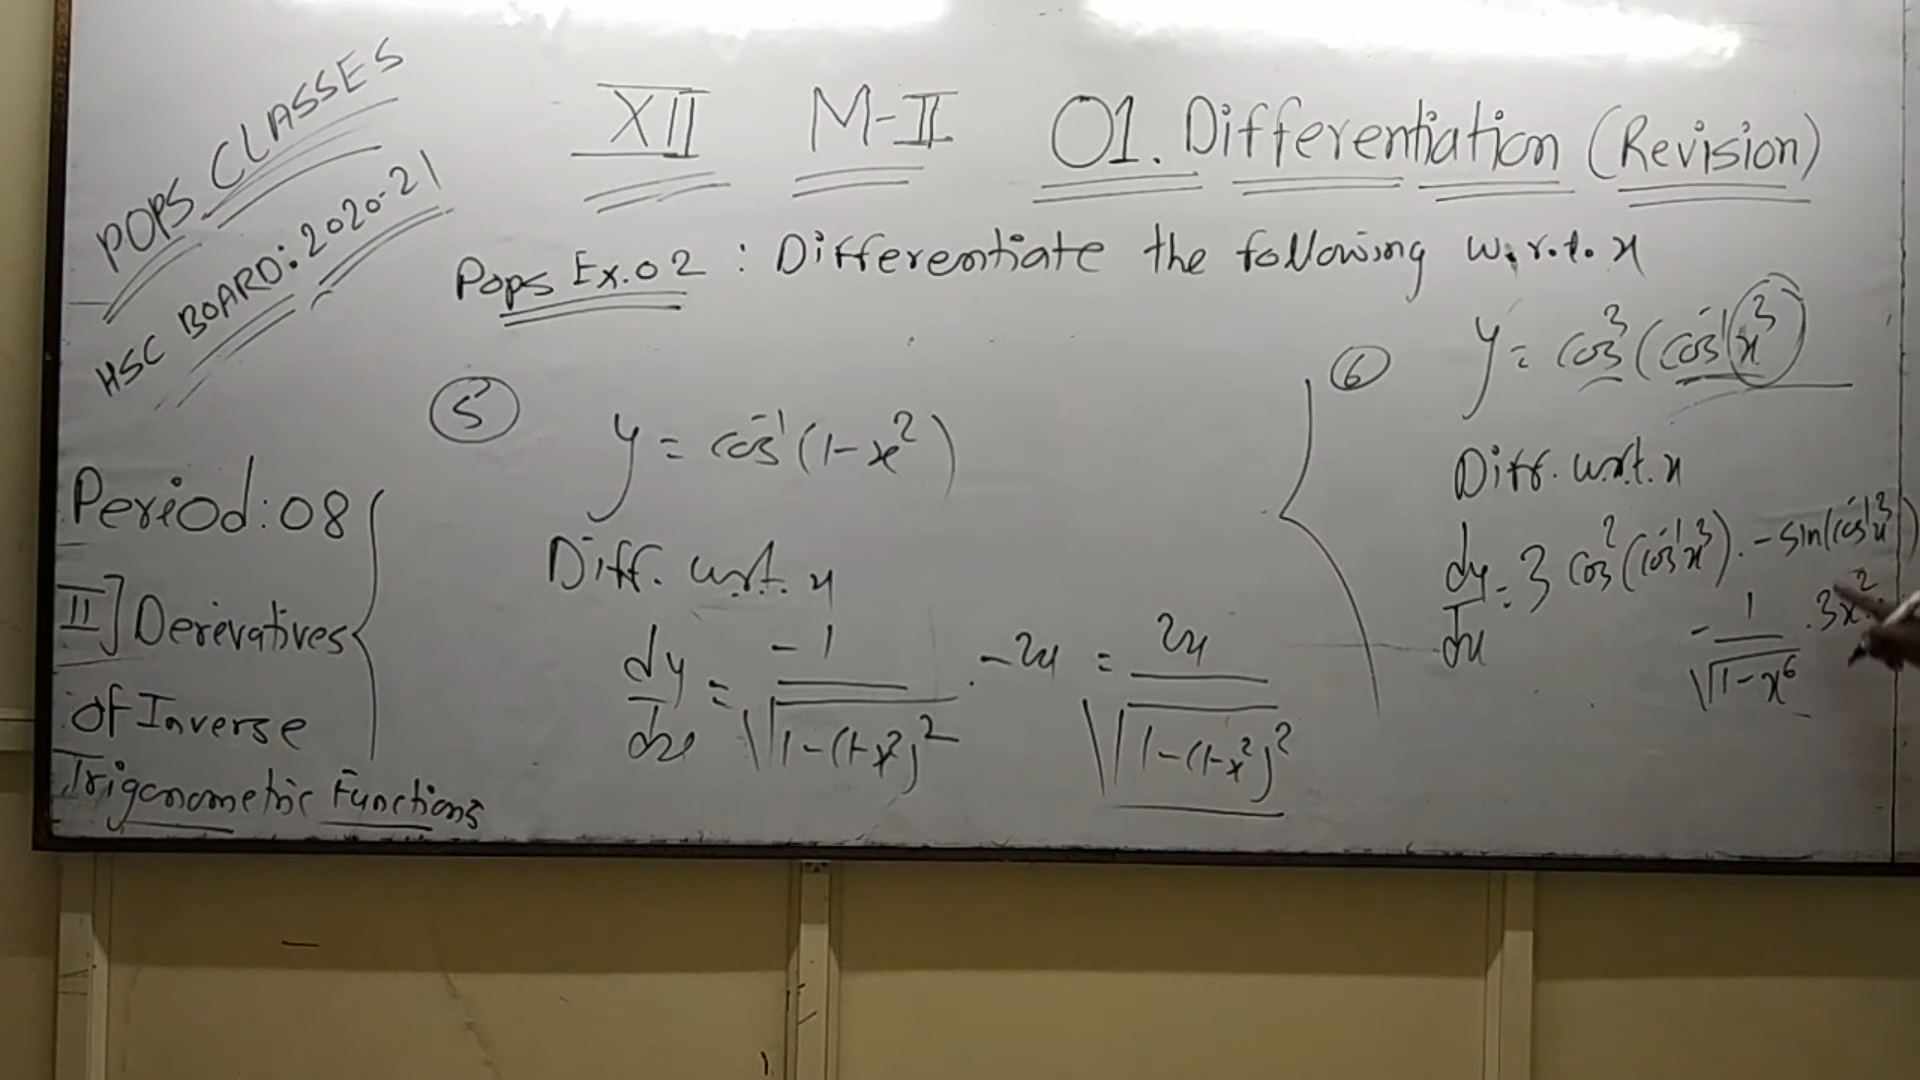 POPS CLASSES
HSC BOARD: 2020-21
XII M-II 01. Differentiation (Revision)
Pops Ex.02 : Differentiate the following w.r.t. x
Period: 08
II] Derevatives
of Inverse
Trigonometric Functions
5
y = cos⁻¹(1-x²)
Diff. w.r.t. x
dy/dx = -1/√(1-(1-x²)²) . -2x = 2x/√(1-(1-x²)²)
6
y = cos³(cos⁻¹x³)
Diff. w.r.t. x
dy/dx = 3 cos²(cos⁻¹x³) . - sin(cos⁻¹x³)
- 1/√(1-x⁶) . 3x²